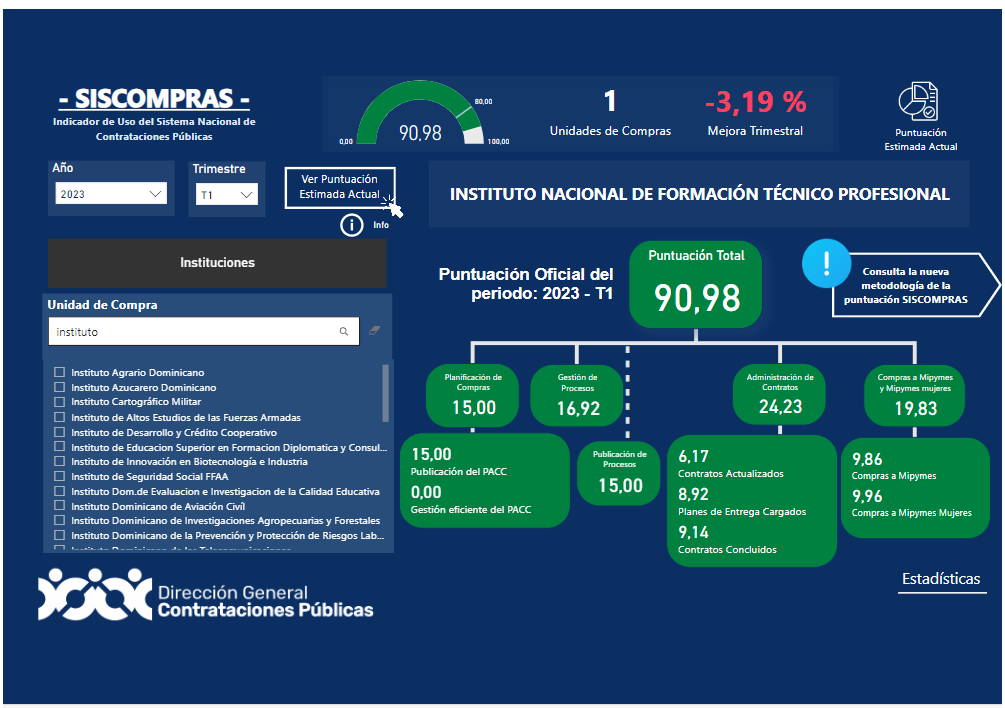 - SISCOMPRAS -
Indicador de Uso del Sistema Nacional de
Contrataciones Públicas
0,00
80,00
90,98
100,00
1
Unidades de Compras
-3,19 %
Mejora Trimestral
Puntuación
Estimada Actual
Año
2023
Trimestre
T1
Ver Puntuación
Estimada Actual
Info
INSTITUTO NACIONAL DE FORMACIÓN TÉCNICO PROFESIONAL
Instituciones
Unidad de Compra
instituto
Instituto Agrario Dominicano
Instituto Azucarero Dominicano
Instituto Cartográfico Militar
Instituto de Altos Estudios de las Fuerzas Armadas
Instituto de Desarrollo y Crédito Cooperativo
Instituto de Educacion Superior en Formacion Diplomatica y Consul...
Instituto de Innovación en Biotecnología e Industria
Instituto de Seguridad Social FFAA
Instituto Dom.de Evaluacion e Investigacion de la Calidad Educativa
Instituto Dominicano de Aviación Civíl
Instituto Dominicano de Investigaciones Agropecuarias y Forestales
Instituto Dominicano de la Prevención y Protección de Riesgos Lab...
Instituto Dominicano de las Telecomunicaciones
Puntuación Oficial del
periodo: 2023 - T1
Puntuación Total
90,98
!
Consulta la nueva
metodología de la
puntuación SISCOMPRAS
Planificación de
Compras
15,00
Gestión de
Procesos
16,92
Administración de
Contratos
24,23
Compras a Mipymes
y Mipymes mujeres
19,83
15,00
Publicación del PACC
0,00
Gestión eficiente del PACC
Publicación de
Procesos
15,00
6,17
Contratos Actualizados
8,92
Planes de Entrega Cargados
9,14
Contratos Concluidos
9,86
Compras a Mipymes
9,96
Compras a Mipymes Mujeres
Dirección General
Contrataciones Públicas
Estadísticas